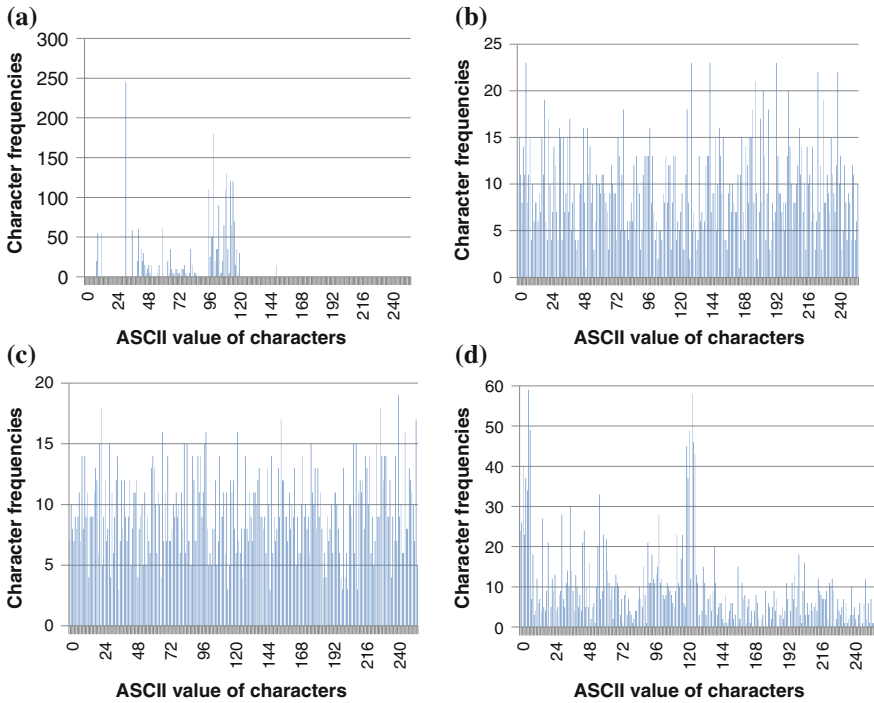 (a)
Character frequencies
300
250
200
150
100
50
0
0 24 48 72 96 120 144 168 192 216 240
ASCII value of characters
(b)
Character frequencies
25
20
15
10
5
0
0 24 48 72 96 120 144 168 192 216 240
ASCII value of characters
(c)
Character frequencies
20
15
10
5
0
0 24 48 72 96 120 144 168 192 216 240
ASCII value of characters
(d)
Character frequencies
60
50
40
30
20
10
0
0 24 48 72 96 120 144 168 192 216 240
ASCII value of characters